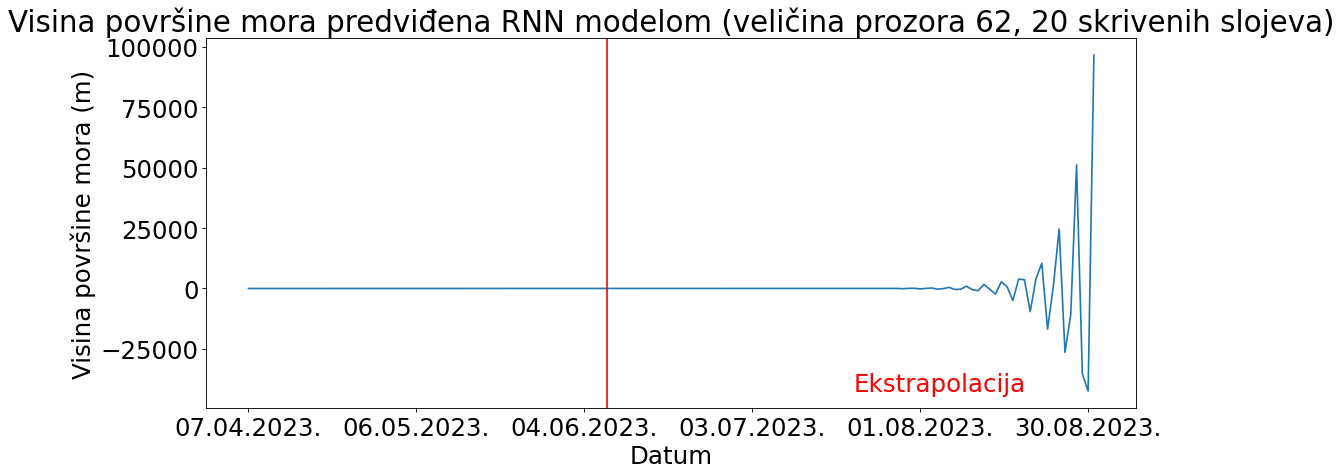 Visina površine mora predviđena RNN modelom (veličina prozora 62, 20 skrivenih slojeva)
Visina površine mora (m)
100000
75000
50000
25000
0
−25000
Ekstrapolacija
07.04.2023. 06.05.2023. 04.06.2023. 03.07.2023. 01.08.2023. 30.08.2023.
Datum